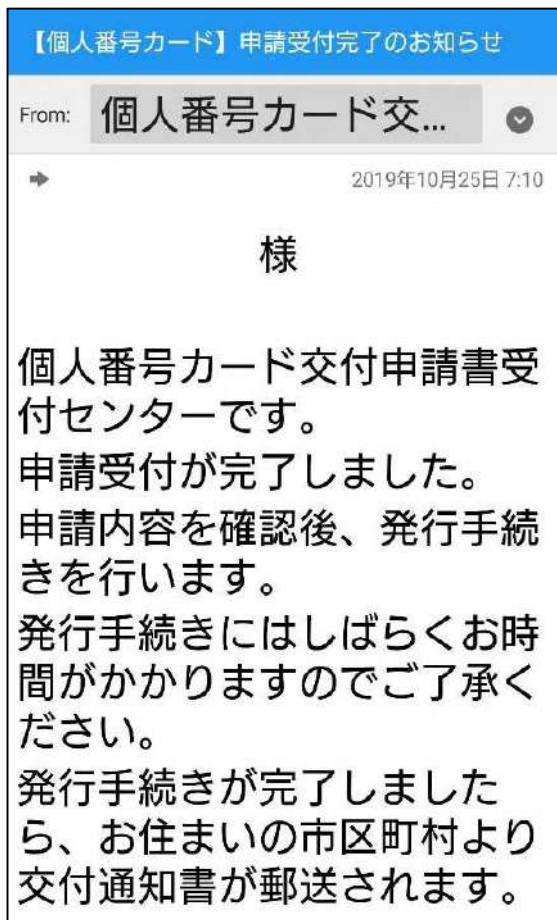 【個人番号カード】申請受付完了のお知らせ
From: 個人番号カード交...
2019年10月25日 7:10
様
個人番号カード交付申請書受
付センターです。
申請受付が完了しました。
申請内容を確認後、発行手続
きを行います。
発行手続きにはしばらくお時
間がかかりますのでご了承く
ださい。
発行手続きが完了しました
ら、お住まいの市区町村より
交付通知書が郵送されます。